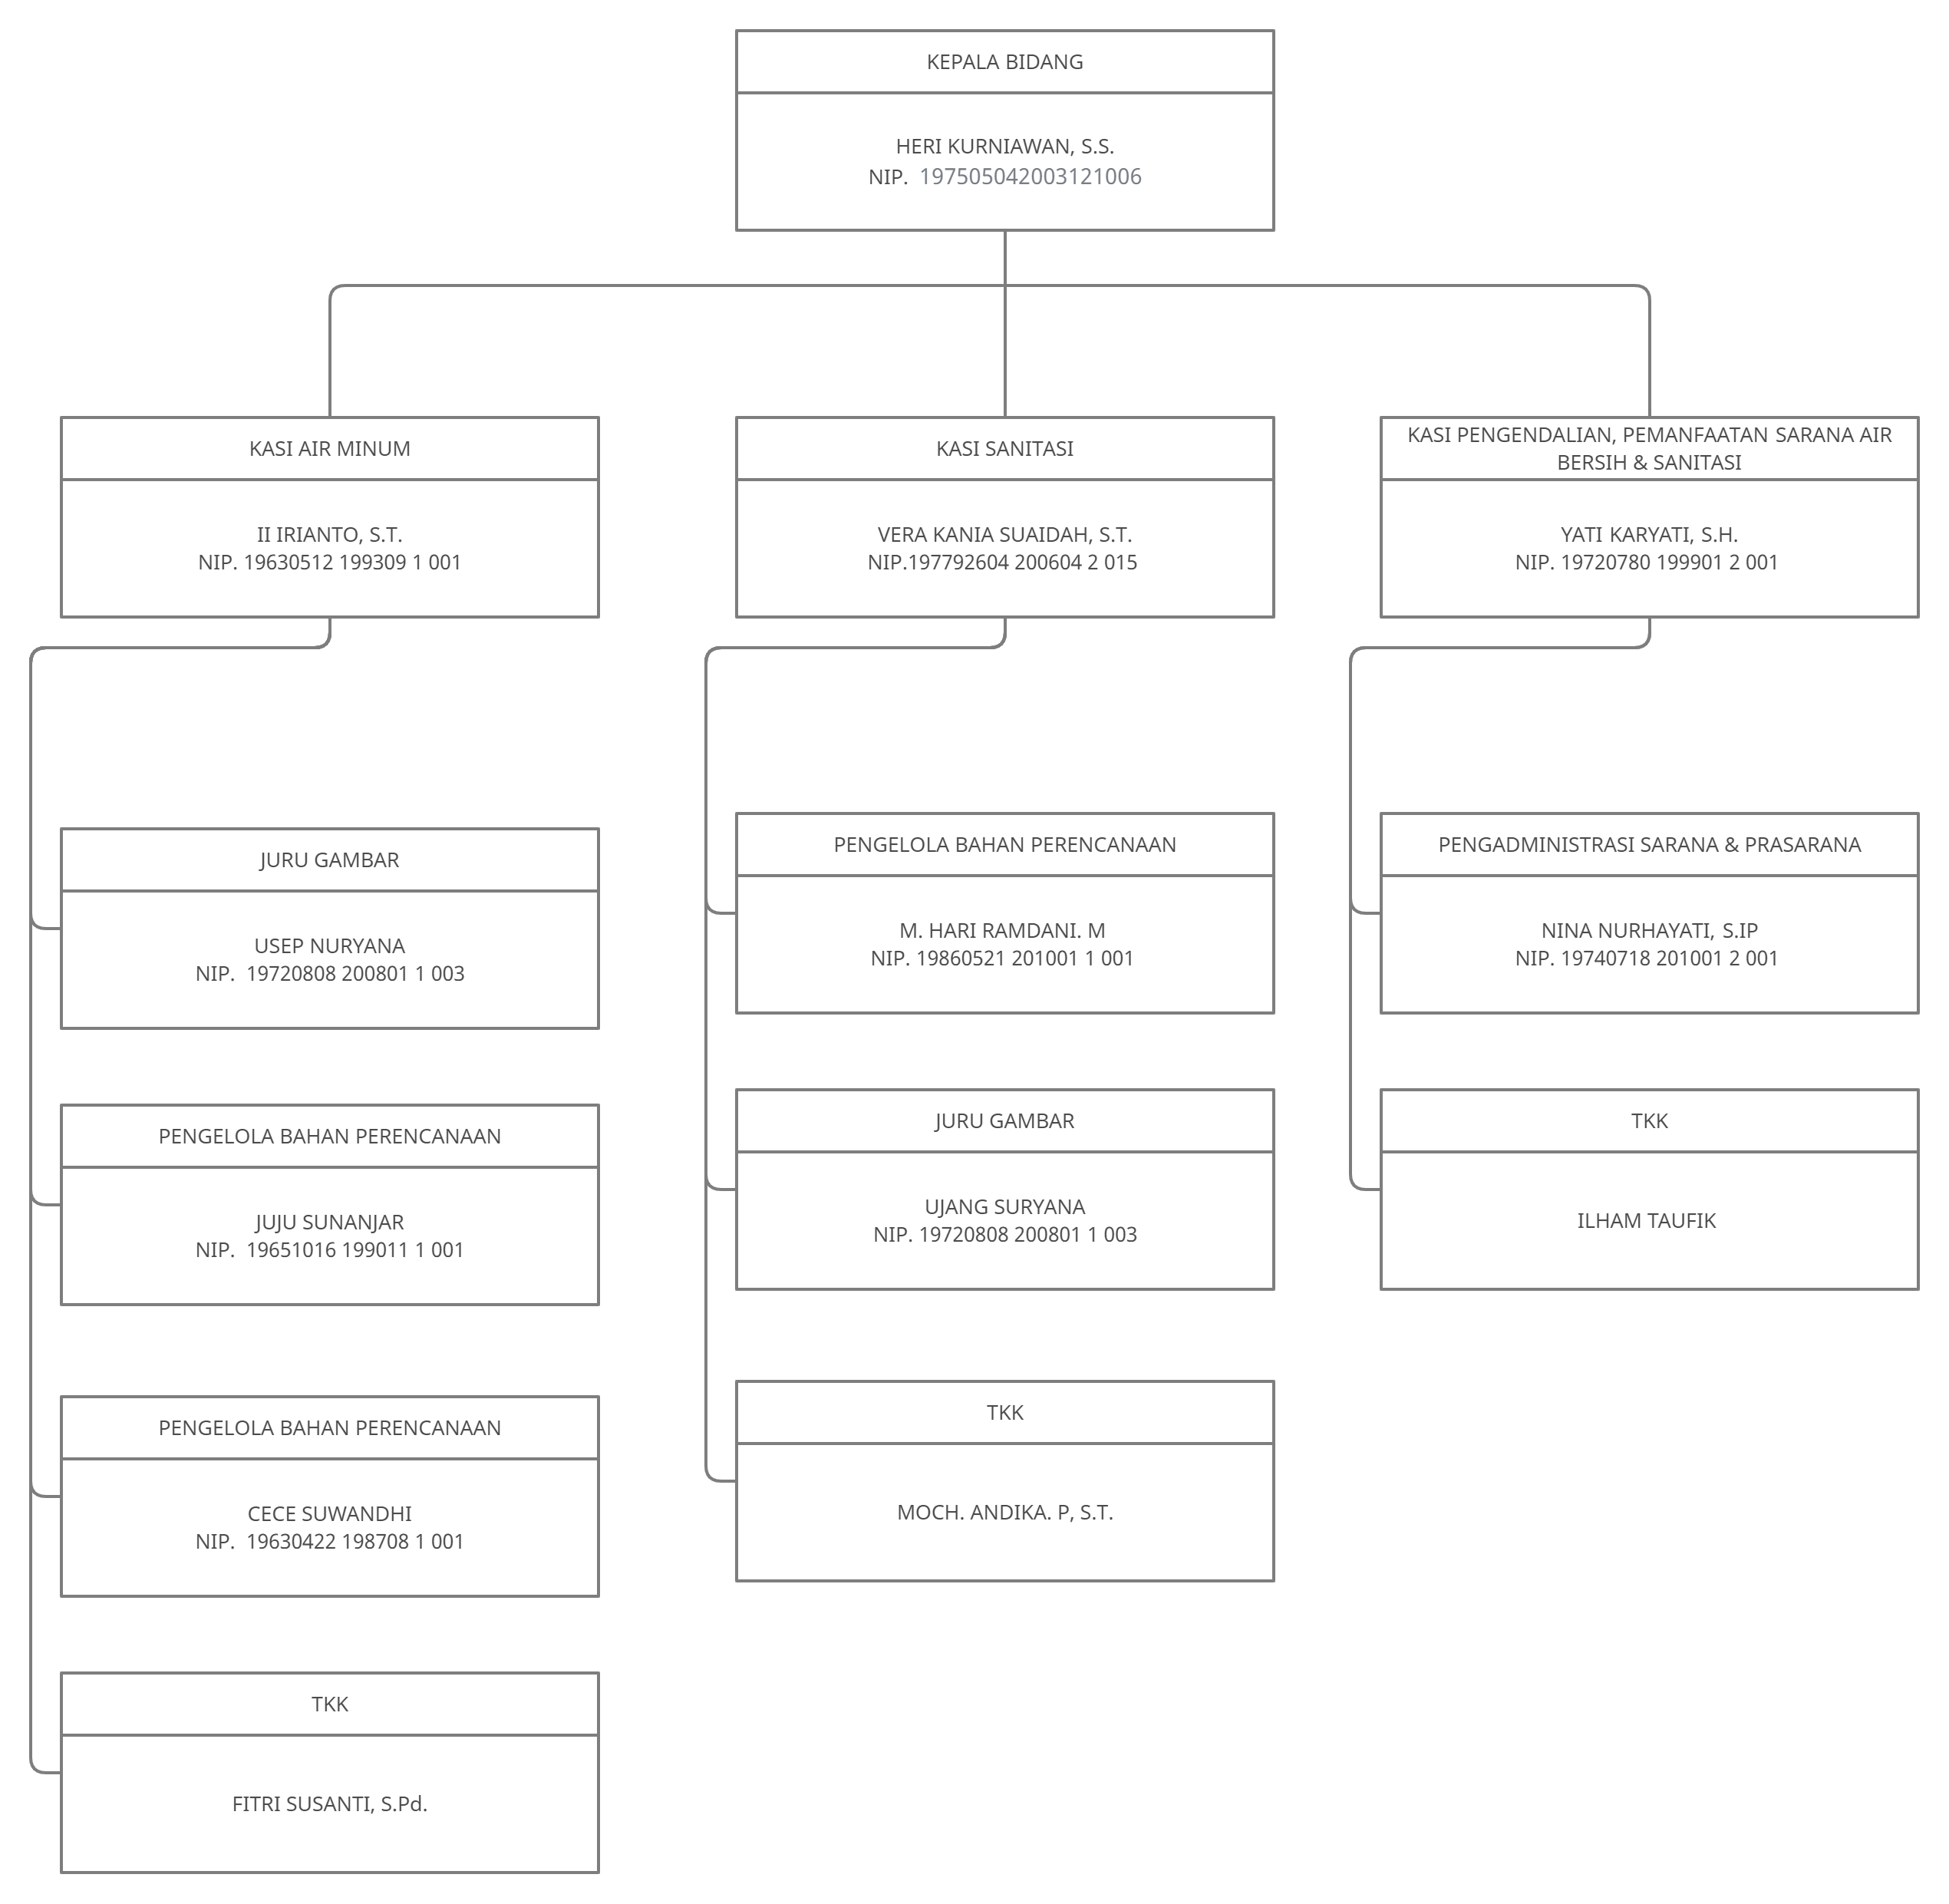 KEPALA BIDANG
HERI KURNIAWAN, S.S.
NIP.  197505042003121006
KASI AIR MINUM
II IRIANTO, S.T.
NIP. 19630512 199309 1 001
KASI SANITASI
VERA KANIA SUAIDAH, S.T.
NIP.197792604 200604 2 015
KASI PENGENDALIAN, PEMANFAATAN SARANA AIR
BERSIH & SANITASI
YATI KARYATI, S.H.
NIP. 19720780 199901 2 001
JURU GAMBAR
USEP NURYANA
NIP.  19720808 200801 1 003
PENGELOLA BAHAN PERENCANAAN
JUJU SUNANJAR
NIP.  19651016 199011 1 001
PENGELOLA BAHAN PERENCANAAN
CECE SUWANDHI
NIP.  19630422 198708 1 001
TKK
FITRI SUSANTI, S.Pd.
PENGELOLA BAHAN PERENCANAAN
M. HARI RAMDANI. M
NIP. 19860521 201001 1 001
JURU GAMBAR
UJANG SURYANA
NIP. 19720808 200801 1 003
TKK
MOCH. ANDIKA. P, S.T.
PENGADMINISTRASI SARANA & PRASARANA
NINA NURHAYATI, S.IP
NIP. 19740718 201001 2 001
TKK
ILHAM TAUFIK